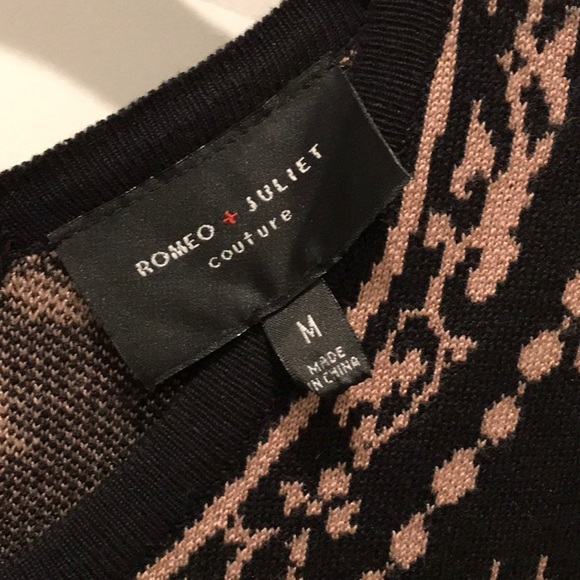 ROMEO + JULIET
couture
M
MADE
IN CHINA